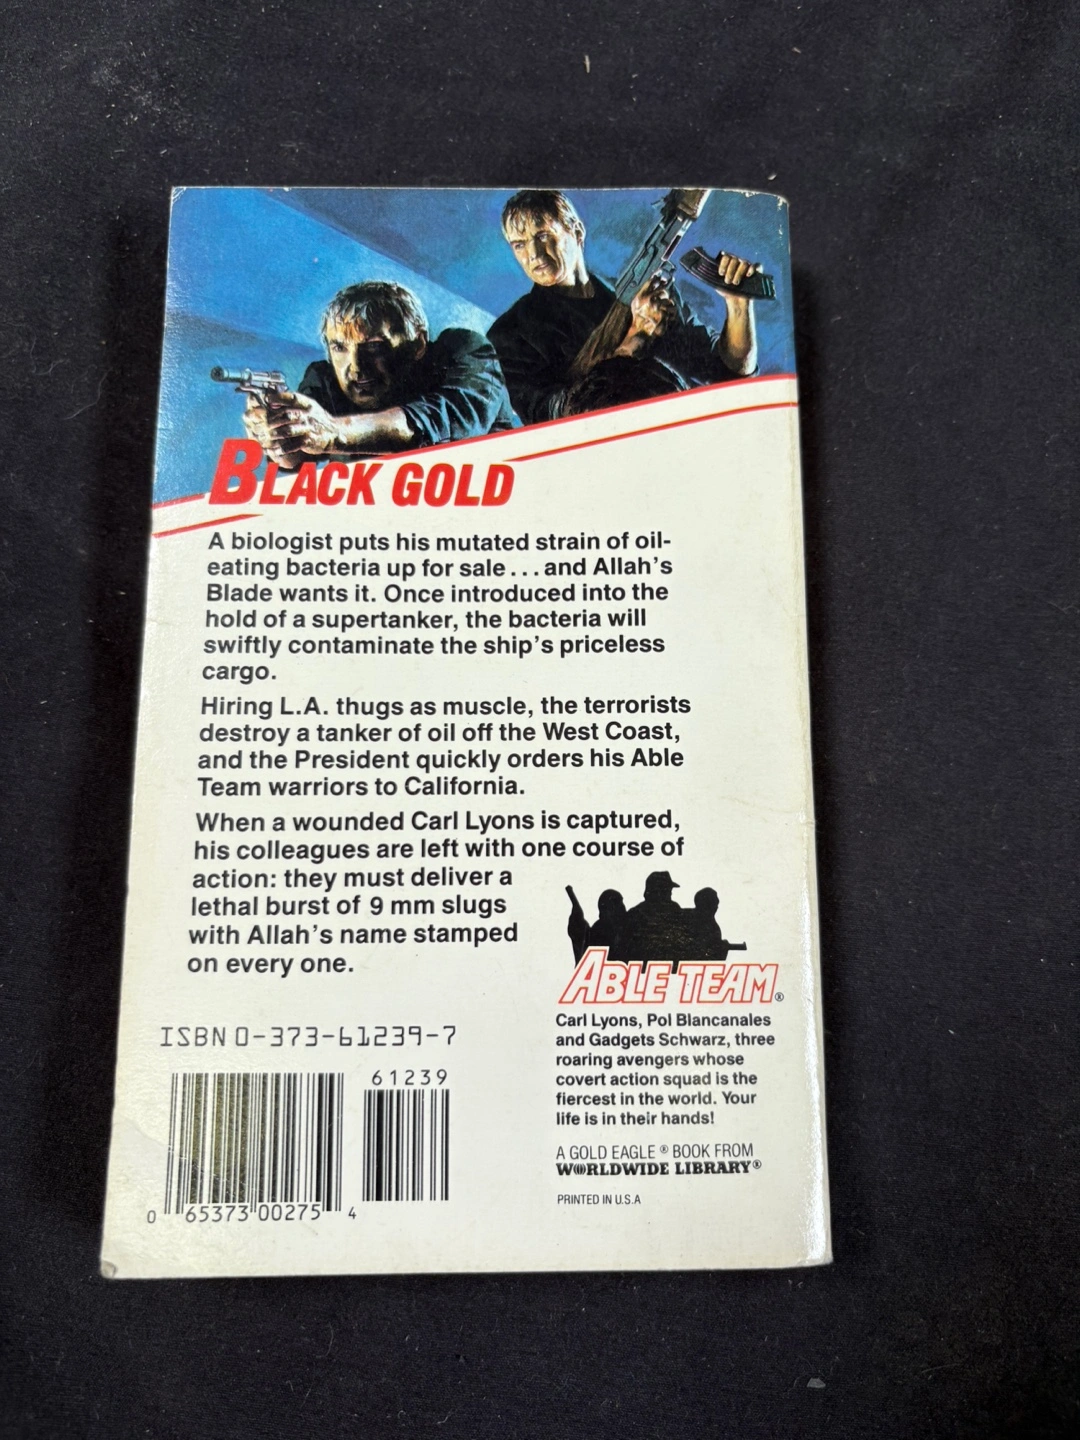 BLACK GOLD
A biologist puts his mutated strain of oil-
eating bacteria up for sale...and Allah's
Blade wants it. Once introduced into the
hold of a supertanker, the bacteria will
swiftly contaminate the ship's priceless
cargo.
Hiring L.A. thugs as muscle, the terrorists
destroy a tanker of oil off the West Coast,
and the President quickly orders his Able
Team warriors to California.
When a wounded Carl Lyons is captured,
his colleagues are left with one course of
action: they must deliver a
lethal burst of 9 mm slugs
with Allah's name stamped
on every one.
ISBN 0-373-61239-7
61239
0 65373 00275 4
ABLE TEAM®
Carl Lyons, Pol Blancanales
and Gadgets Schwarz, three
roaring avengers whose
covert action squad is the
fiercest in the world. Your
life is in their hands!
A GOLD EAGLE® BOOK FROM
WORLDWIDE LIBRARY®
PRINTED IN U.S.A